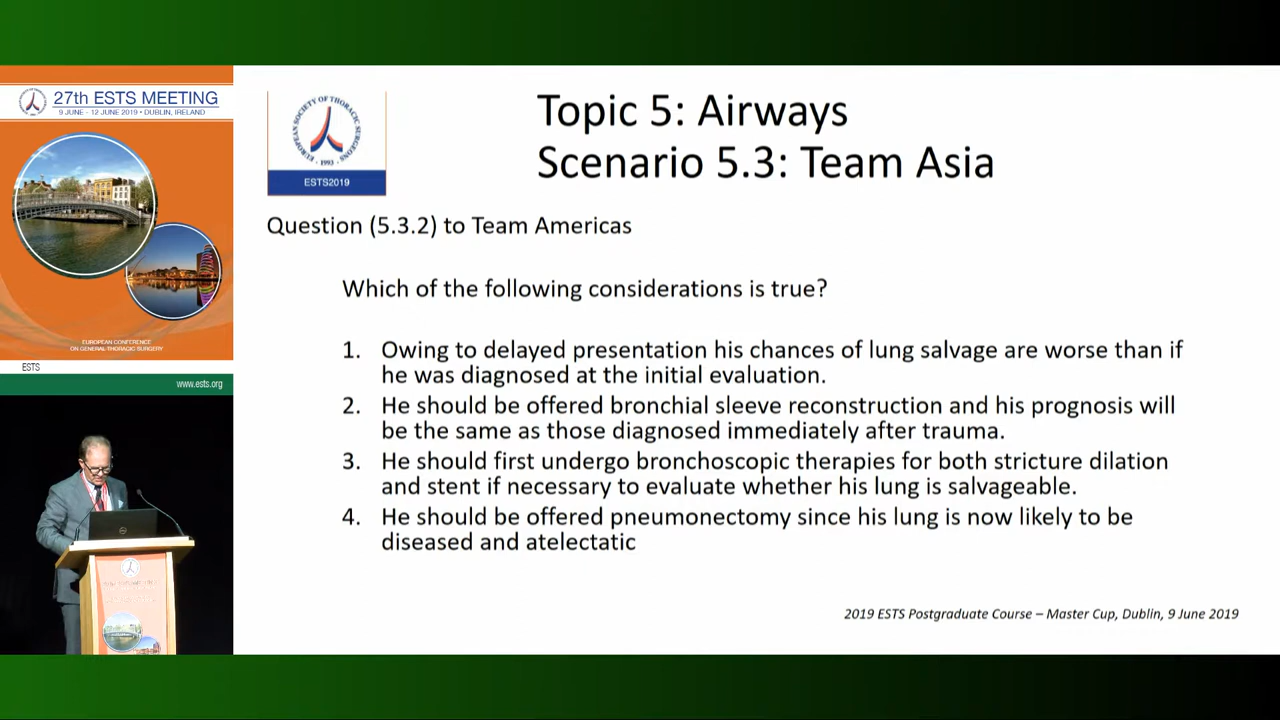 27th ESTS MEETING
9 JUNE - 12 JUNE 2019 • DUBLIN, IRELAND
EUROPEAN CONFERENCE
ON GENERAL THORACIC SURGERY
ESTS
www.ests.org
EUROPEAN SOCIETY OF THORACIC SURGEONS
· 1993 ·
ESTS2019
Topic 5: Airways
Scenario 5.3: Team Asia
Question (5.3.2) to Team Americas
Which of the following considerations is true?
1. Owing to delayed presentation his chances of lung salvage are worse than if
he was diagnosed at the initial evaluation.
2. He should be offered bronchial sleeve reconstruction and his prognosis will
be the same as those diagnosed immediately after trauma.
3. He should first undergo bronchoscopic therapies for both stricture dilation
and stent if necessary to evaluate whether his lung is salvageable.
4. He should be offered pneumonectomy since his lung is now likely to be
diseased and atelectatic
2019 ESTS Postgraduate Course – Master Cup, Dublin, 9 June 2019